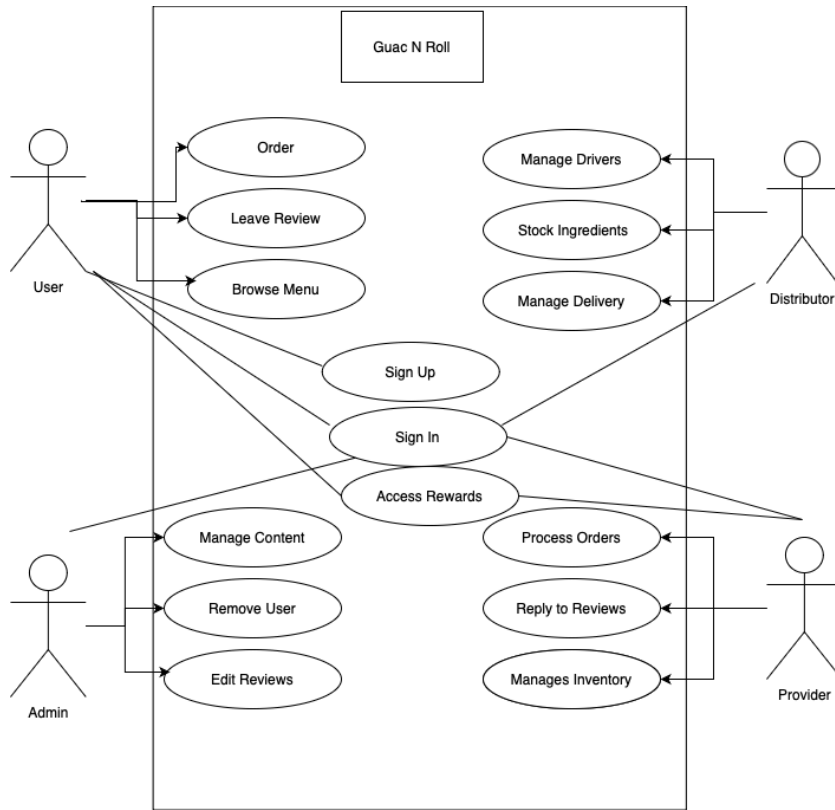 Guac N Roll
Order
Manage Drivers
Leave Review
Stock Ingredients
Browse Menu
Manage Delivery
User
Distributor
Sign Up
Sign In
Access Rewards
Manage Content
Process Orders
Remove User
Reply to Reviews
Edit Reviews
Manages Inventory
Admin
Provider